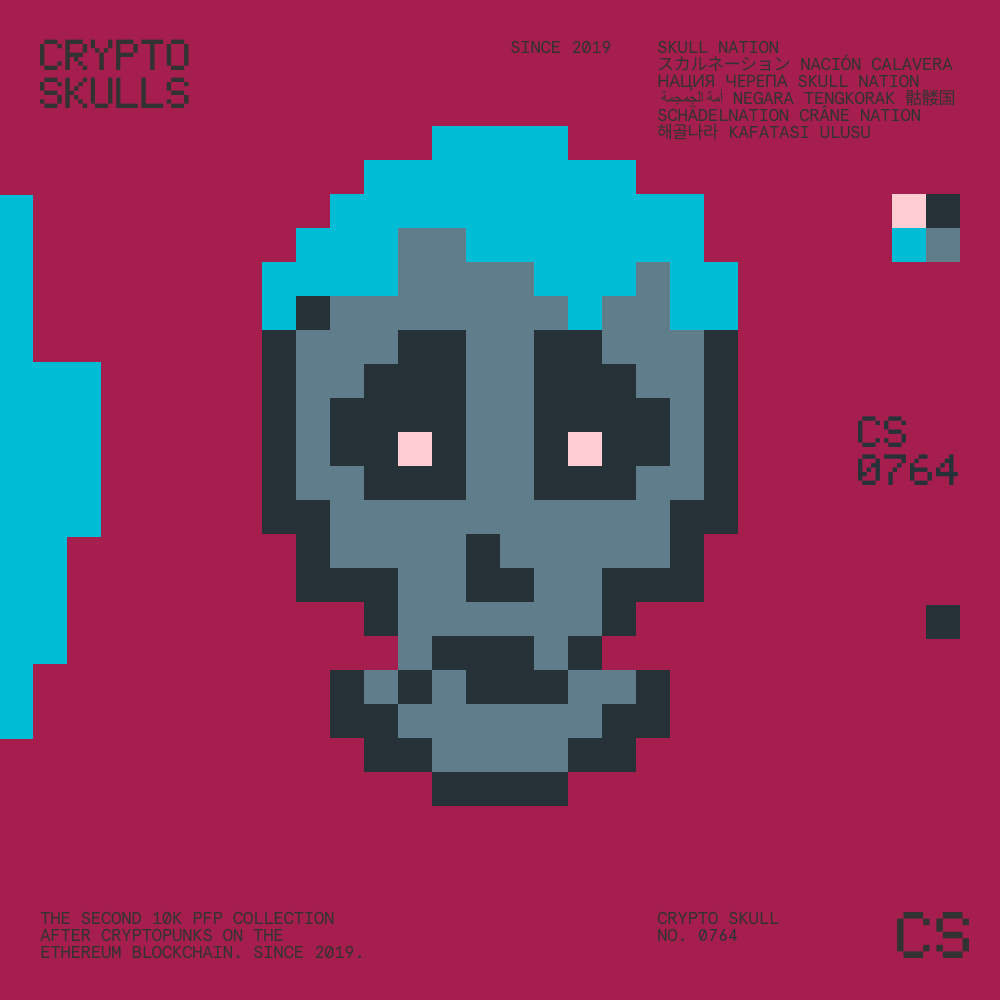 CRYPTO
SKULLS
SINCE 2019
SKULL NATION
スカルネーション NACIÓN CALAVERA
НАЦИЯ ЧЕРЕПА SKULL NATION
أمة الجمجمة NEGARA TENGKORAK 骷髅国
SCHÄDELNATION CRÂNE NATION
해골나라 KAFATASI ULUSU
CS
0764
THE SECOND 10K PFP COLLECTION
AFTER CRYPTOPUNKS ON THE
ETHEREUM BLOCKCHAIN. SINCE 2019.
CRYPTO SKULL
NO. 0764
CS